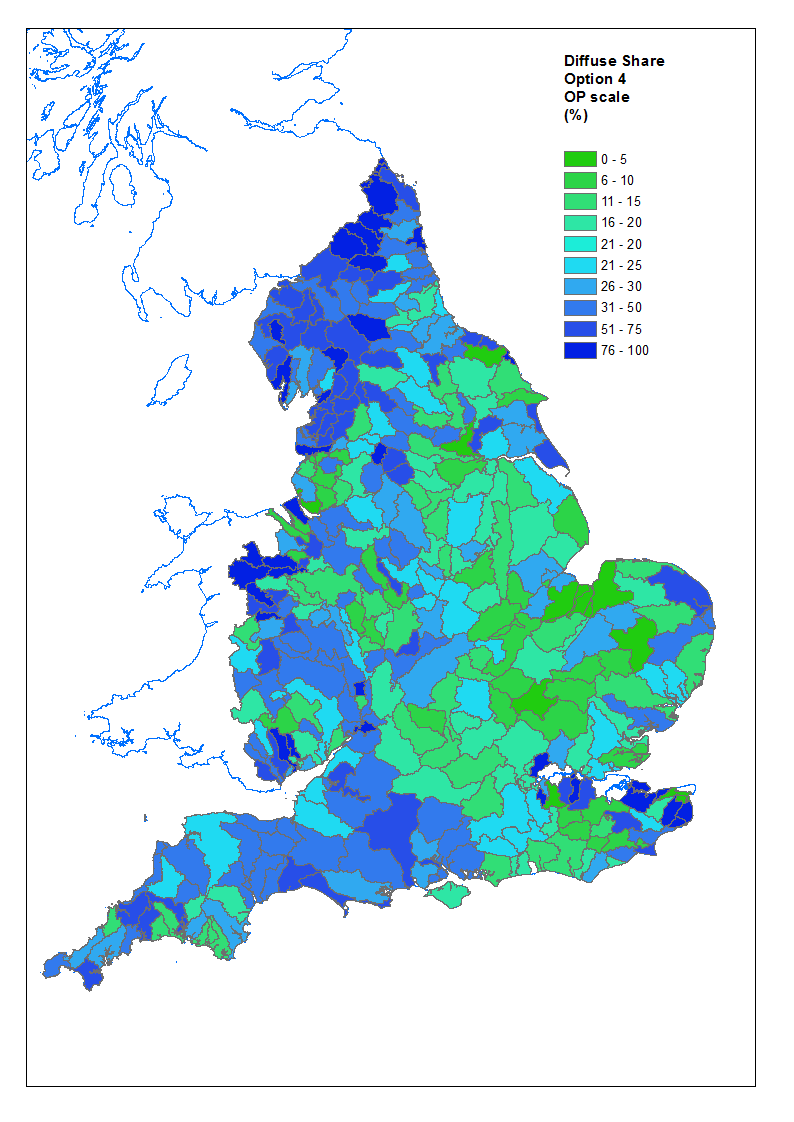 Diffuse Share
Option 4
OP scale
(%)
0 - 5
6 - 10
11 - 15
16 - 20
21 - 20
21 - 25
26 - 30
31 - 50
51 - 75
76 - 100